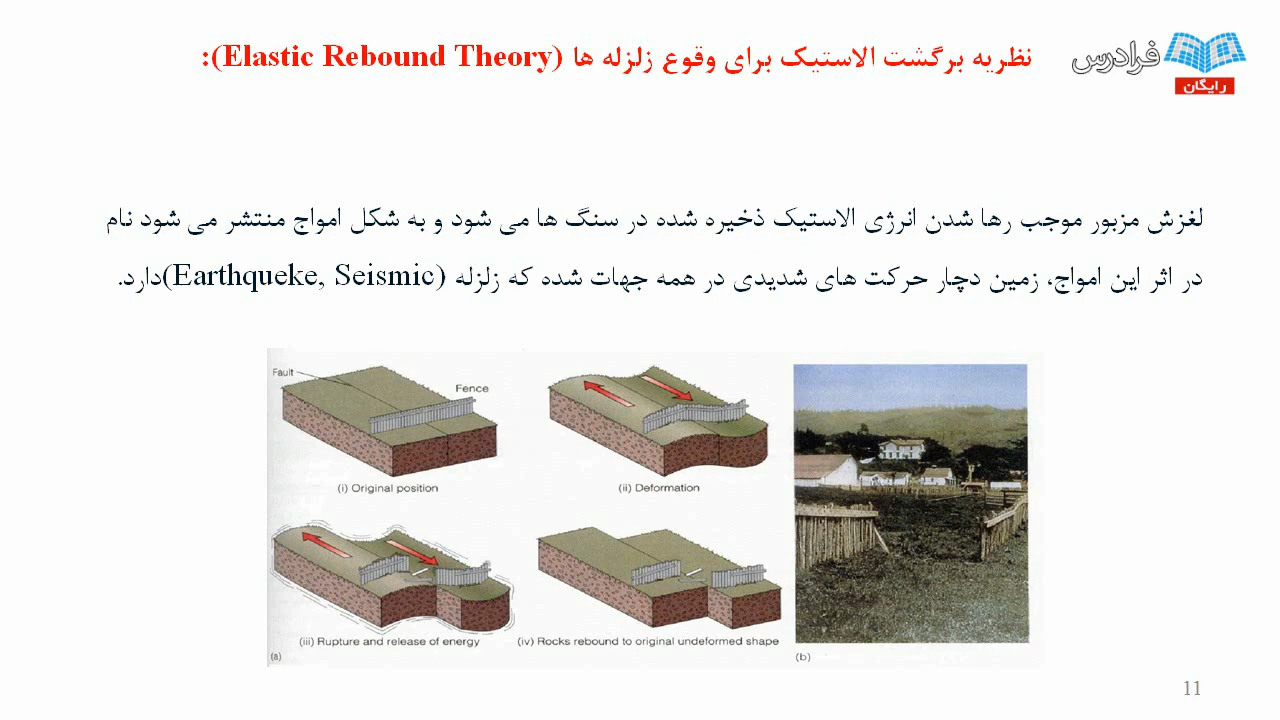 نظریه برگشت الاستیک برای وقوع زلزله ها (Elastic Rebound Theory):
فرادرس
رایگان
لغزش مزبور موجب رها شدن انرژی الاستیک ذخیره شده در سنگ ها می شود و به شکل امواج منتشر می شود نام
در اثر این امواج، زمین دچار حرکت های شدیدی در همه جهات شده که زلزله (Earthqueke, Seismic)دارد.
Fault
Fence
(i) Original position
(ii) Deformation
(iii) Rupture and release of energy
(iv) Rocks rebound to original undeformed shape
(a)
(b)
11